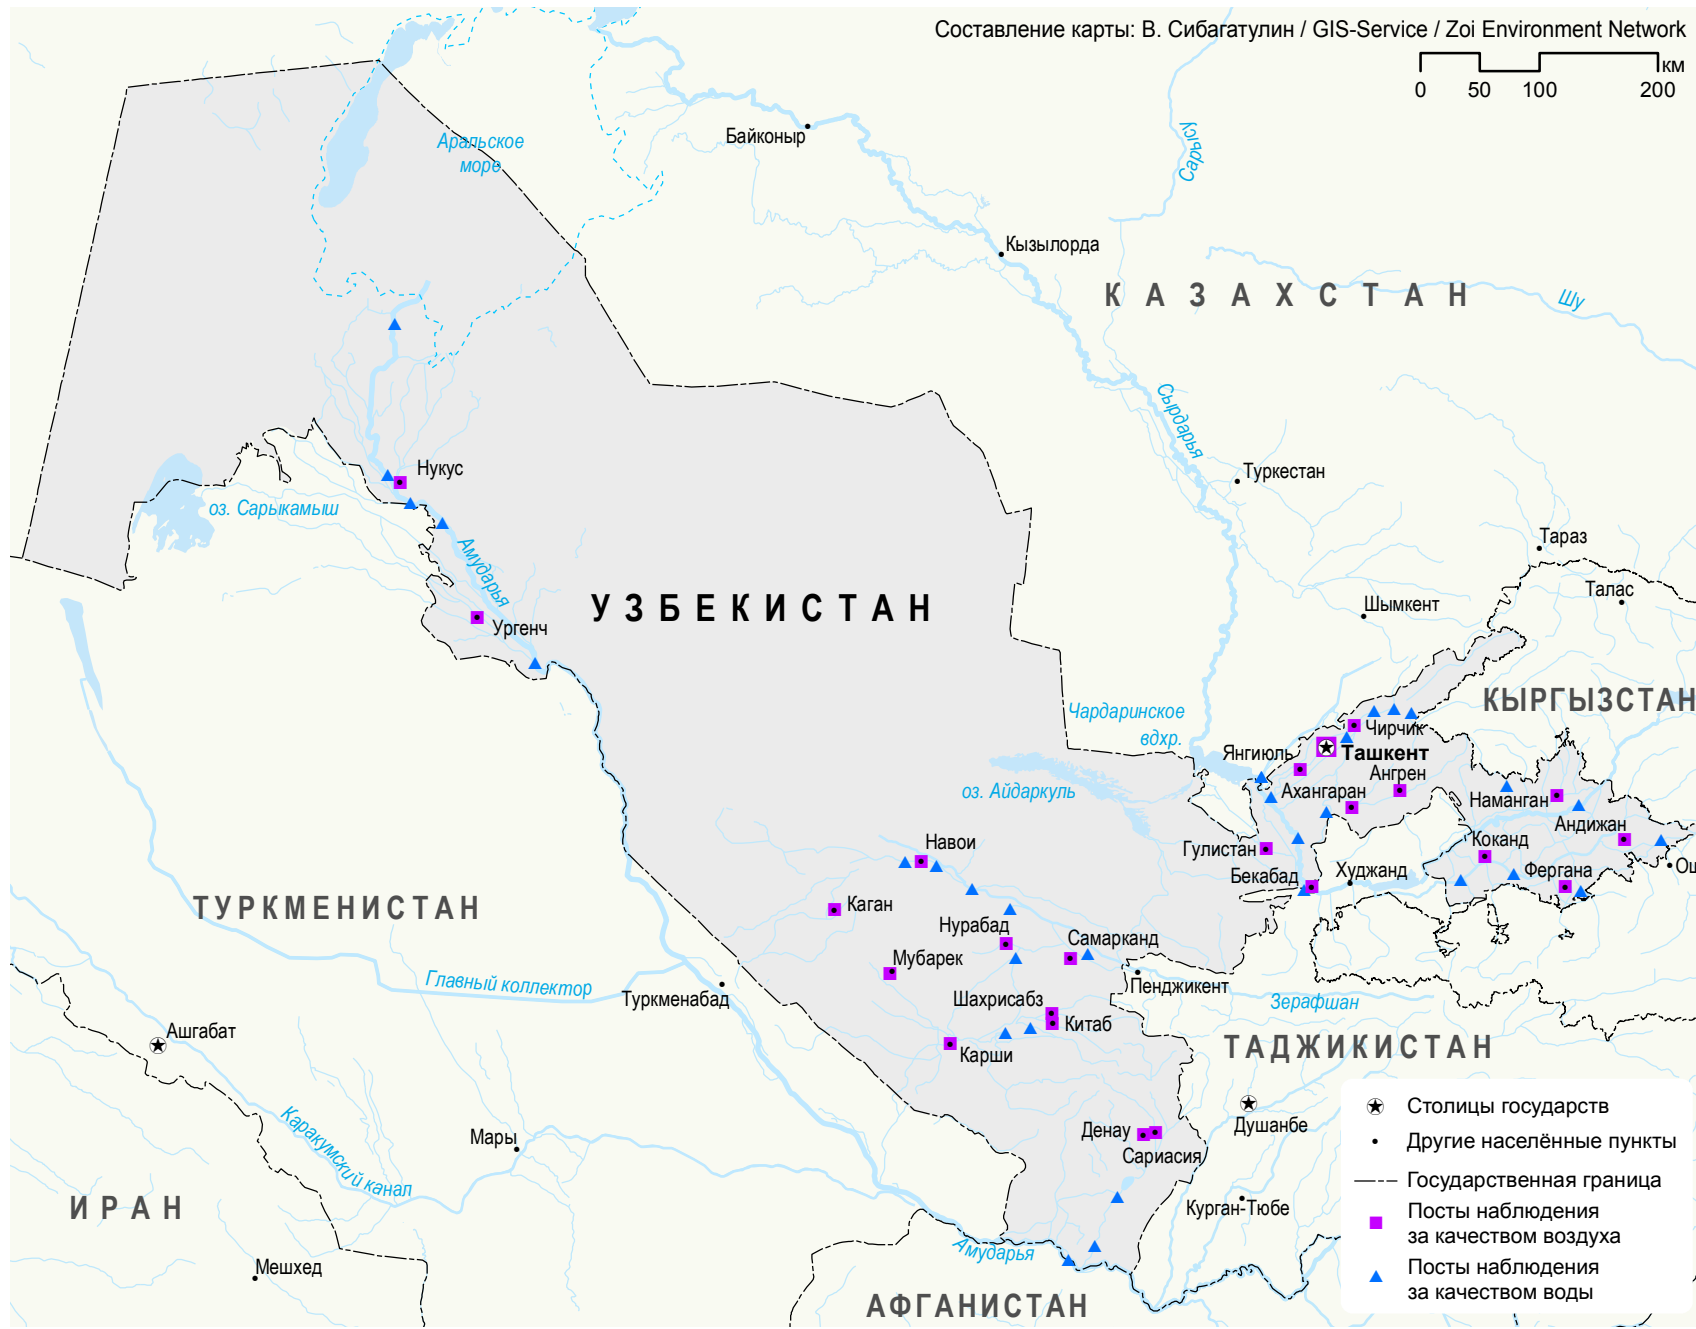 Составление карты: В. Сибагатулин / GIS-Service / Zoi Environment Network
км
0 50 100 200
Байконыр
Аральское
море
Сарысу
Кызылорда
КАЗАХСТАН
Шу
Сырдарья
Туркестан
Нукус
оз. Сарыкамыш
Амударья
Тараз
Талас
Шымкент
УЗБЕКИСТАН
Ургенч
КЫРГЫЗСТАН
Чардаринское
вдхр.
Чирчик
Янгиюль
Ташкент
Ангрен
оз. Айдаркуль
Ахангаран
Наманган
Андижан
Навои
Гулистан
Коканд
Бекабад
Худжанд
Фергана
Ош
ТУРКМЕНИСТАН
Каган
Нурабад
Самарканд
Мубарек
Пенджикент
Главный коллектор
Туркменабад
Зерафшан
Шахрисабз
Китаб
Ашгабат
Карши
ТАДЖИКИСТАН
Каракумский канал
Мары
Денау
Сариасия
Душанбе
ИРАН
Курган-Тюбе
Амударья
Мешхед
АФГАНИСТАН
Столицы государств
Другие населённые пункты
Государственная граница
Посты наблюдения
за качеством воздуха
Посты наблюдения
за качеством воды